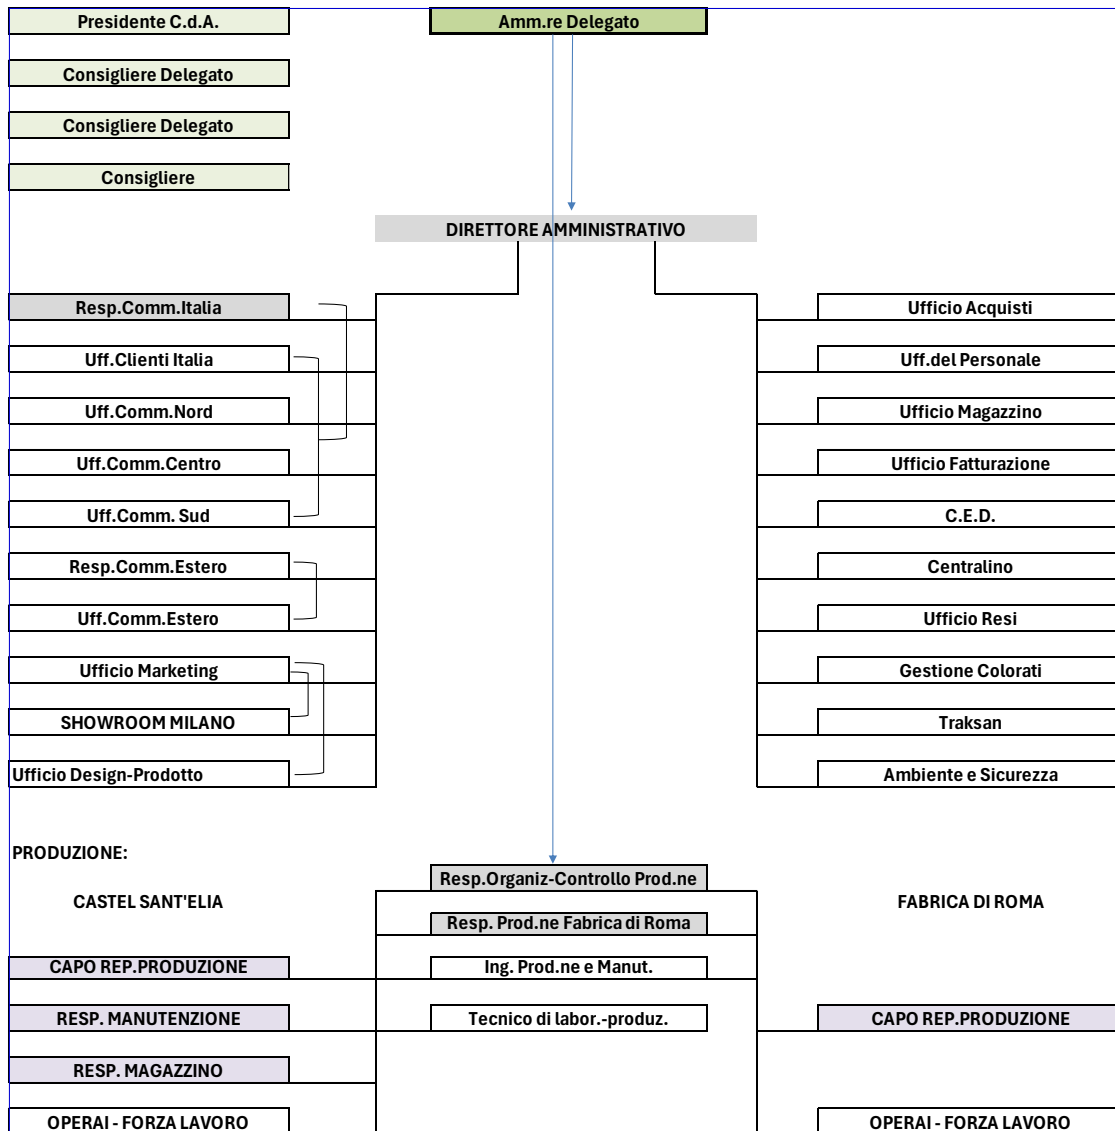 Presidente C.d.A.
Amm.re Delegato
Consigliere Delegato
Consigliere Delegato
Consigliere
DIRETTORE AMMINISTRATIVO
Resp.Comm.Italia
Ufficio Acquisti
Uff.Clienti Italia
Uff.del Personale
Uff.Comm.Nord
Ufficio Magazzino
Uff.Comm.Centro
Ufficio Fatturazione
Uff.Comm. Sud
C.E.D.
Resp.Comm.Estero
Centralino
Uff.Comm.Estero
Ufficio Resi
Ufficio Marketing
Gestione Colorati
SHOWROOM MILANO
Traksan
Ufficio Design-Prodotto
Ambiente e Sicurezza
PRODUZIONE:
Resp.Organiz-Controllo Prod.ne
CASTEL SANT'ELIA
FABRICA DI ROMA
Resp. Prod.ne Fabrica di Roma
CAPO REP.PRODUZIONE
Ing. Prod.ne e Manut.
RESP. MANUTENZIONE
Tecnico di labor.-produz.
CAPO REP.PRODUZIONE
RESP. MAGAZZINO
OPERAI - FORZA LAVORO
OPERAI - FORZA LAVORO